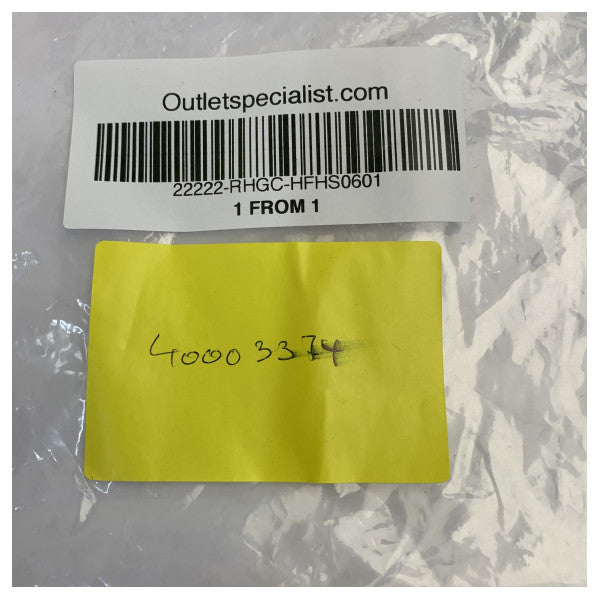 Outletspecialist.com
22222-RHGC-HFHS0601
1 FROM 1
40003374